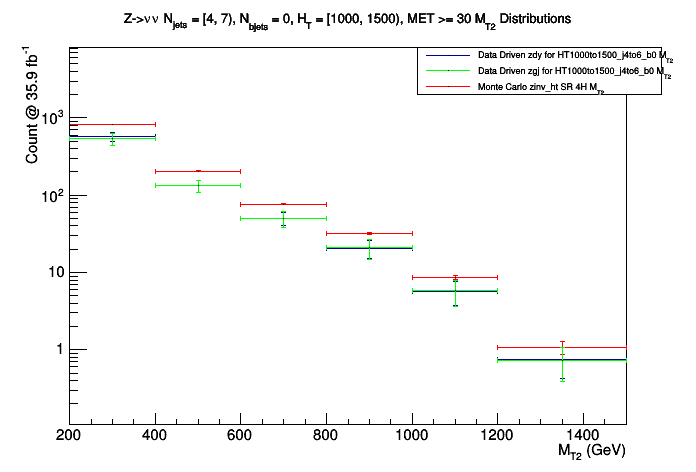 Z->νν N_jets = [4, 7), N_bjets = 0, H_T = [1000, 1500), MET >= 30 M_T2 Distributions
Data Driven zdy for HT1000to1500_j4to6_b0 M_T2
Data Driven zgj for HT1000to1500_j4to6_b0 M_T2
Monte Carlo zinv_ht SR 4H M_T2
Count @ 35.9 fb^-1
10^3
10^2
10
1
200 400 600 800 1000 1200 1400
M_T2 (GeV)